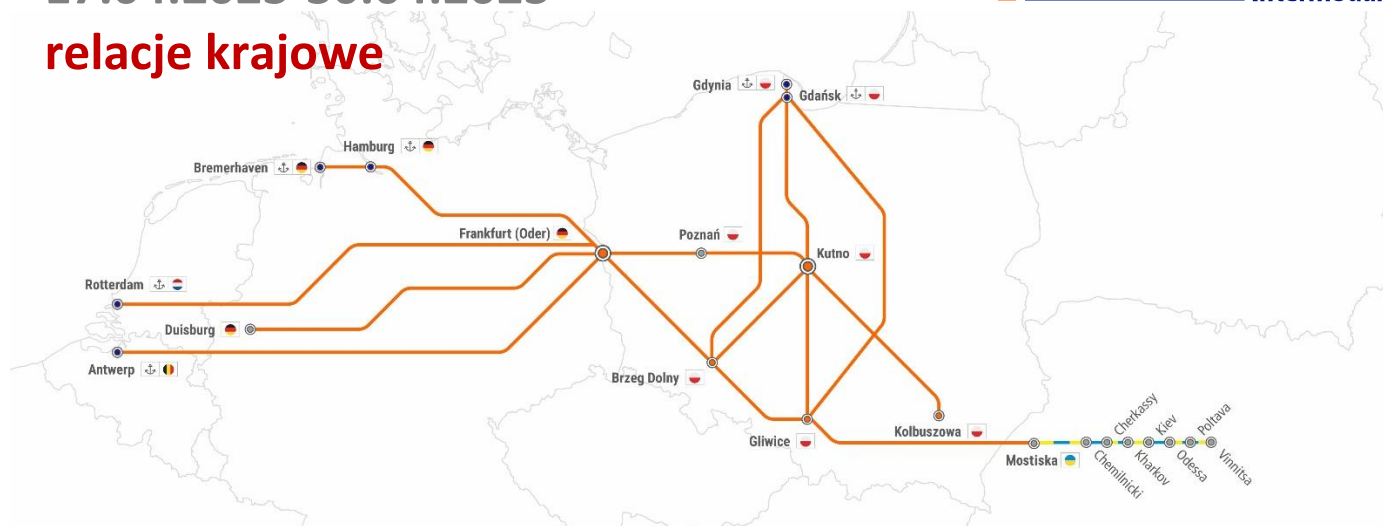 relacje krajowe
Gdynia
Gdańsk
Hamburg
Bremerhaven
Frankfurt (Oder)
Poznań
Kutno
Rotterdam
Duisburg
Antwerp
Brzeg Dolny
Gliwice
Kolbuszowa
Mostiska
Chemilnicki
Cherkassy
Kharkov
Kiev
Odessa
Poltava
Vinnitsa